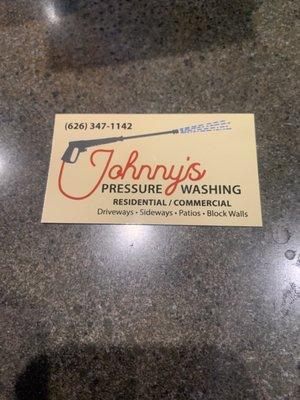 (626) 347-1142
Johnny's
PRESSURE WASHING
RESIDENTIAL / COMMERCIAL
Driveways • Sideways • Patios • Block Walls